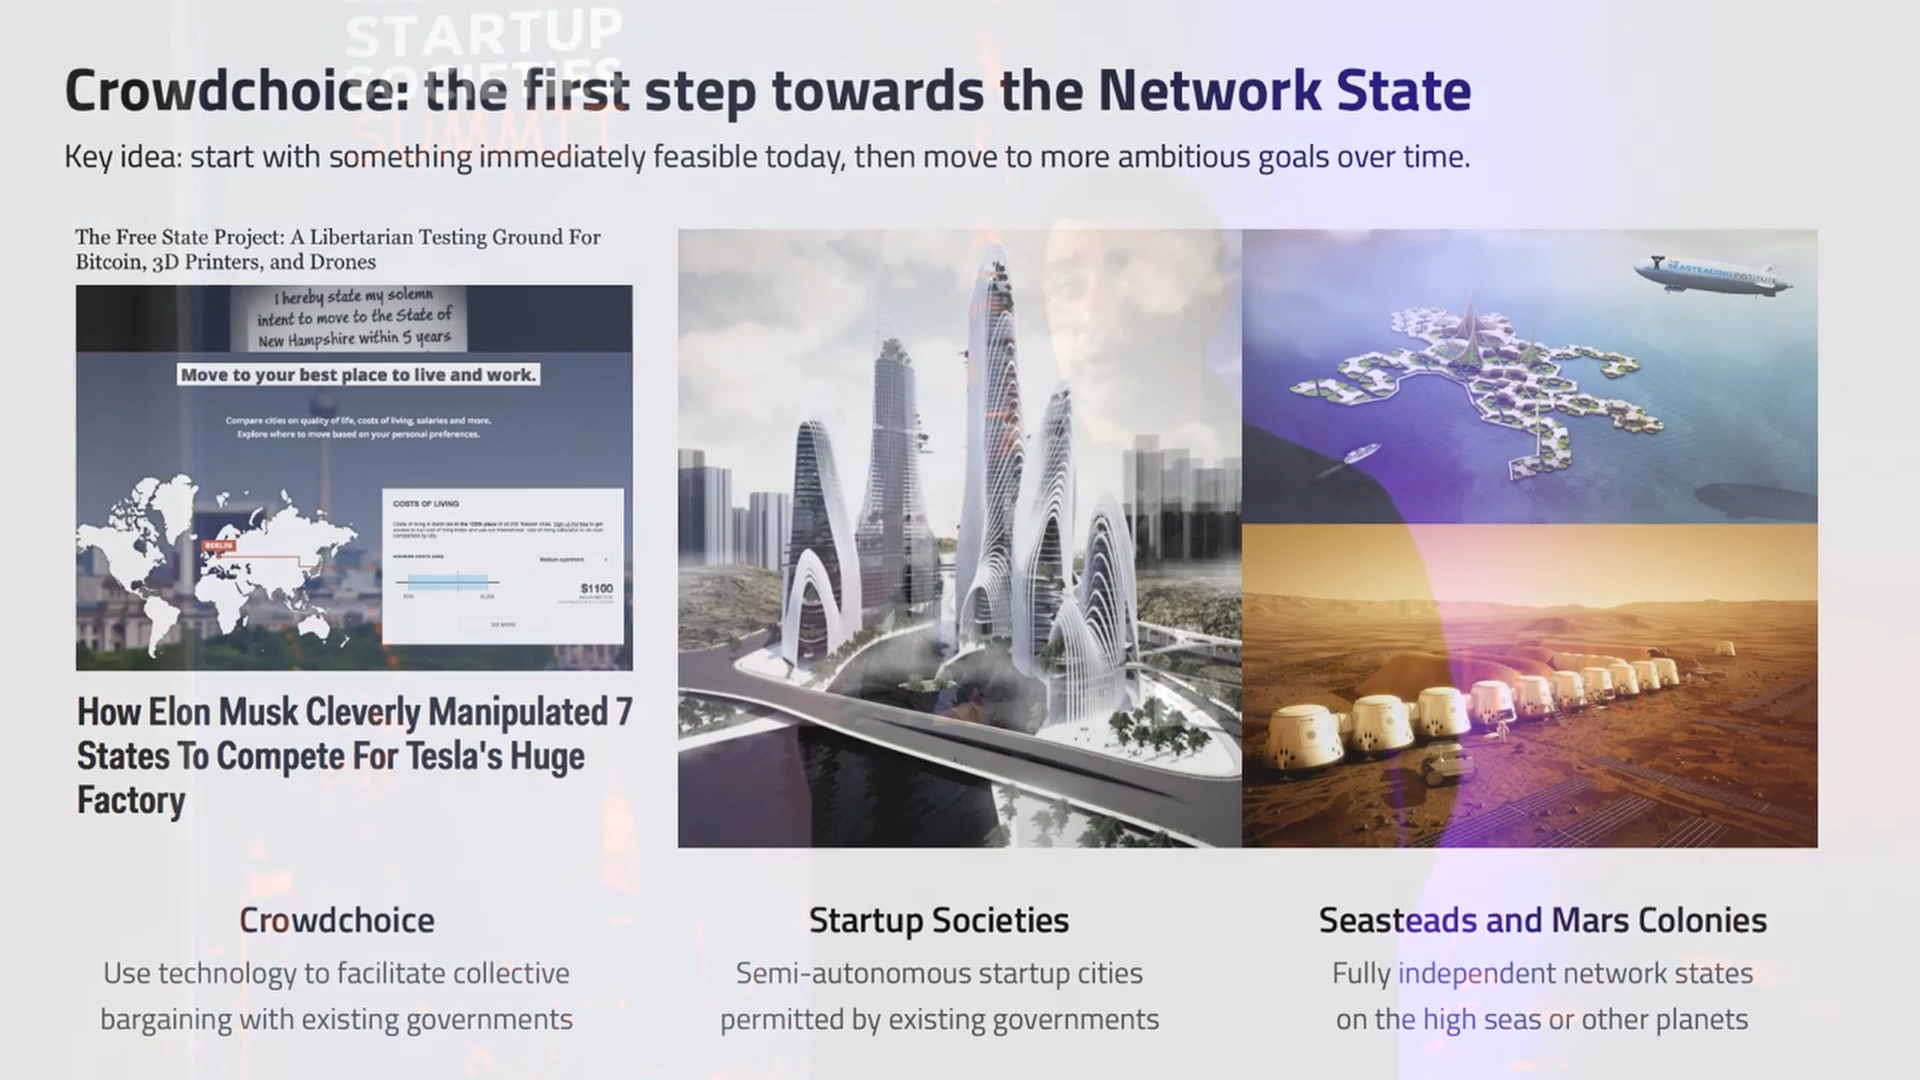 STARTUP
SOCIETIES
SUMMIT
Crowdchoice: the first step towards the Network State
Key idea: start with something immediately feasible today, then move to more ambitious goals over time.
The Free State Project: A Libertarian Testing Ground For
Bitcoin, 3D Printers, and Drones
I hereby state my solemn
intent to move to the State of
New Hampshire within 5 years
Move to your best place to live and work.
Compare cities on quality of life, costs of living, salaries and more.
Explore where to move based on your personal preferences.
BERLIN
COSTS OF LIVING
Median apartment
$1100
SEE MORE
How Elon Musk Cleverly Manipulated 7
States To Compete For Tesla's Huge
Factory
THE
SEASTEADING INSTITUTE
Crowdchoice
Use technology to facilitate collective
bargaining with existing governments
Startup Societies
Semi-autonomous startup cities
permitted by existing governments
Seasteads and Mars Colonies
Fully independent network states
on the high seas or other planets